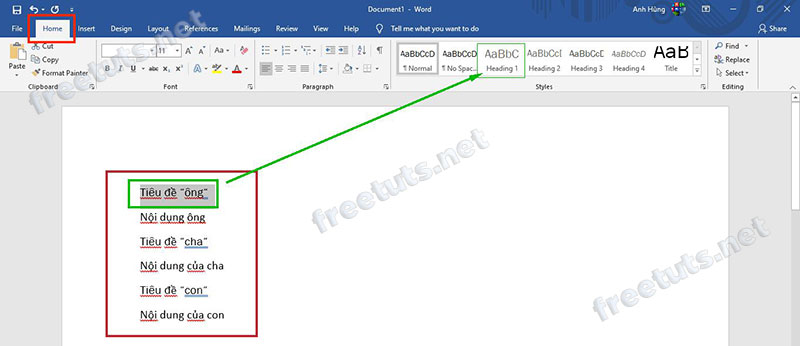 Document1 - Word
Anh Hùng
File Home Insert Design Layout References Mailings Review View Help Tell me what you want to do Share
Cut
Copy
Format Painter
Paste
Clipboard
11
Font
Paragraph
AaBbCcD AaBbCcD AaBbC AaBbCcI AaBbCcD AaBbCcD AaB
¶ Normal ¶ No Spac... Heading 1 Heading 2 Heading 3 Heading 4 Title
Styles
Find
Replace
Select
Editing
Tiêu đề "ông"
Nội dụng ông
Tiêu đề "cha"
Nội dung của cha
Tiêu đề "con"
Nội dung của con
freetuts.net
freetuts.net
freetuts.net
freetuts.net